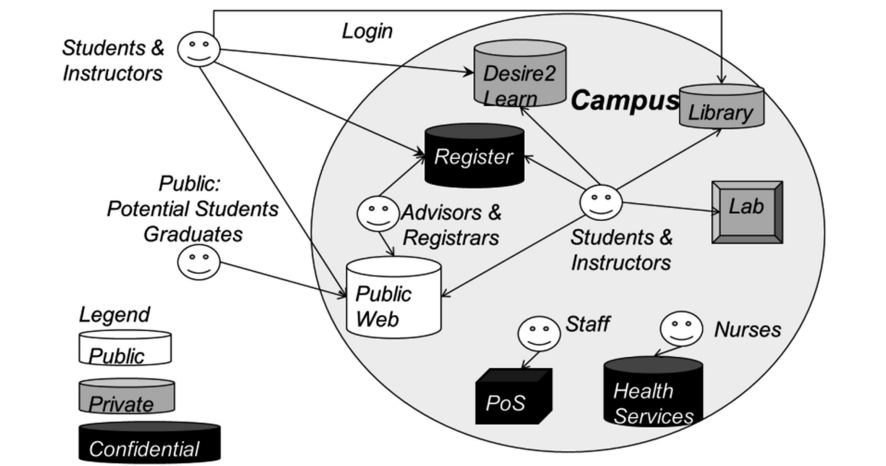 Login
Students &
Instructors
Desire2
Learn
Campus
Library
Register
Public:
Potential Students
Graduates
Advisors &
Registrars
Students &
Instructors
Lab
Public
Web
Legend
Public
Private
Confidential
Staff
Nurses
PoS
Health
Services